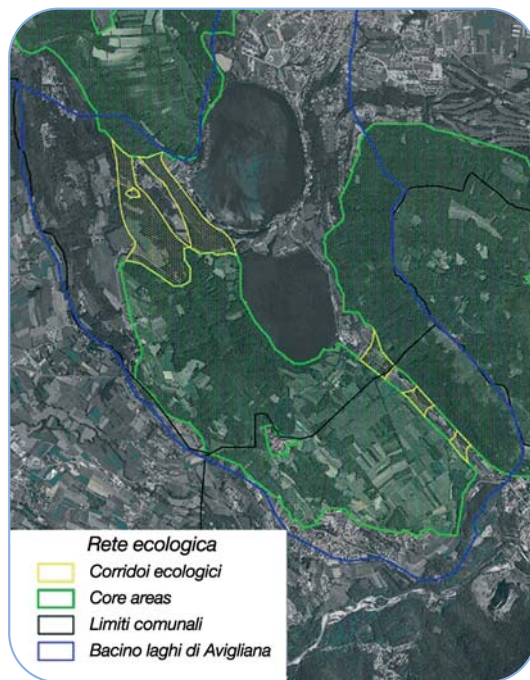 Rete ecologica
Corridoi ecologici
Core areas
Limiti comunali
Bacino laghi di Avigliana